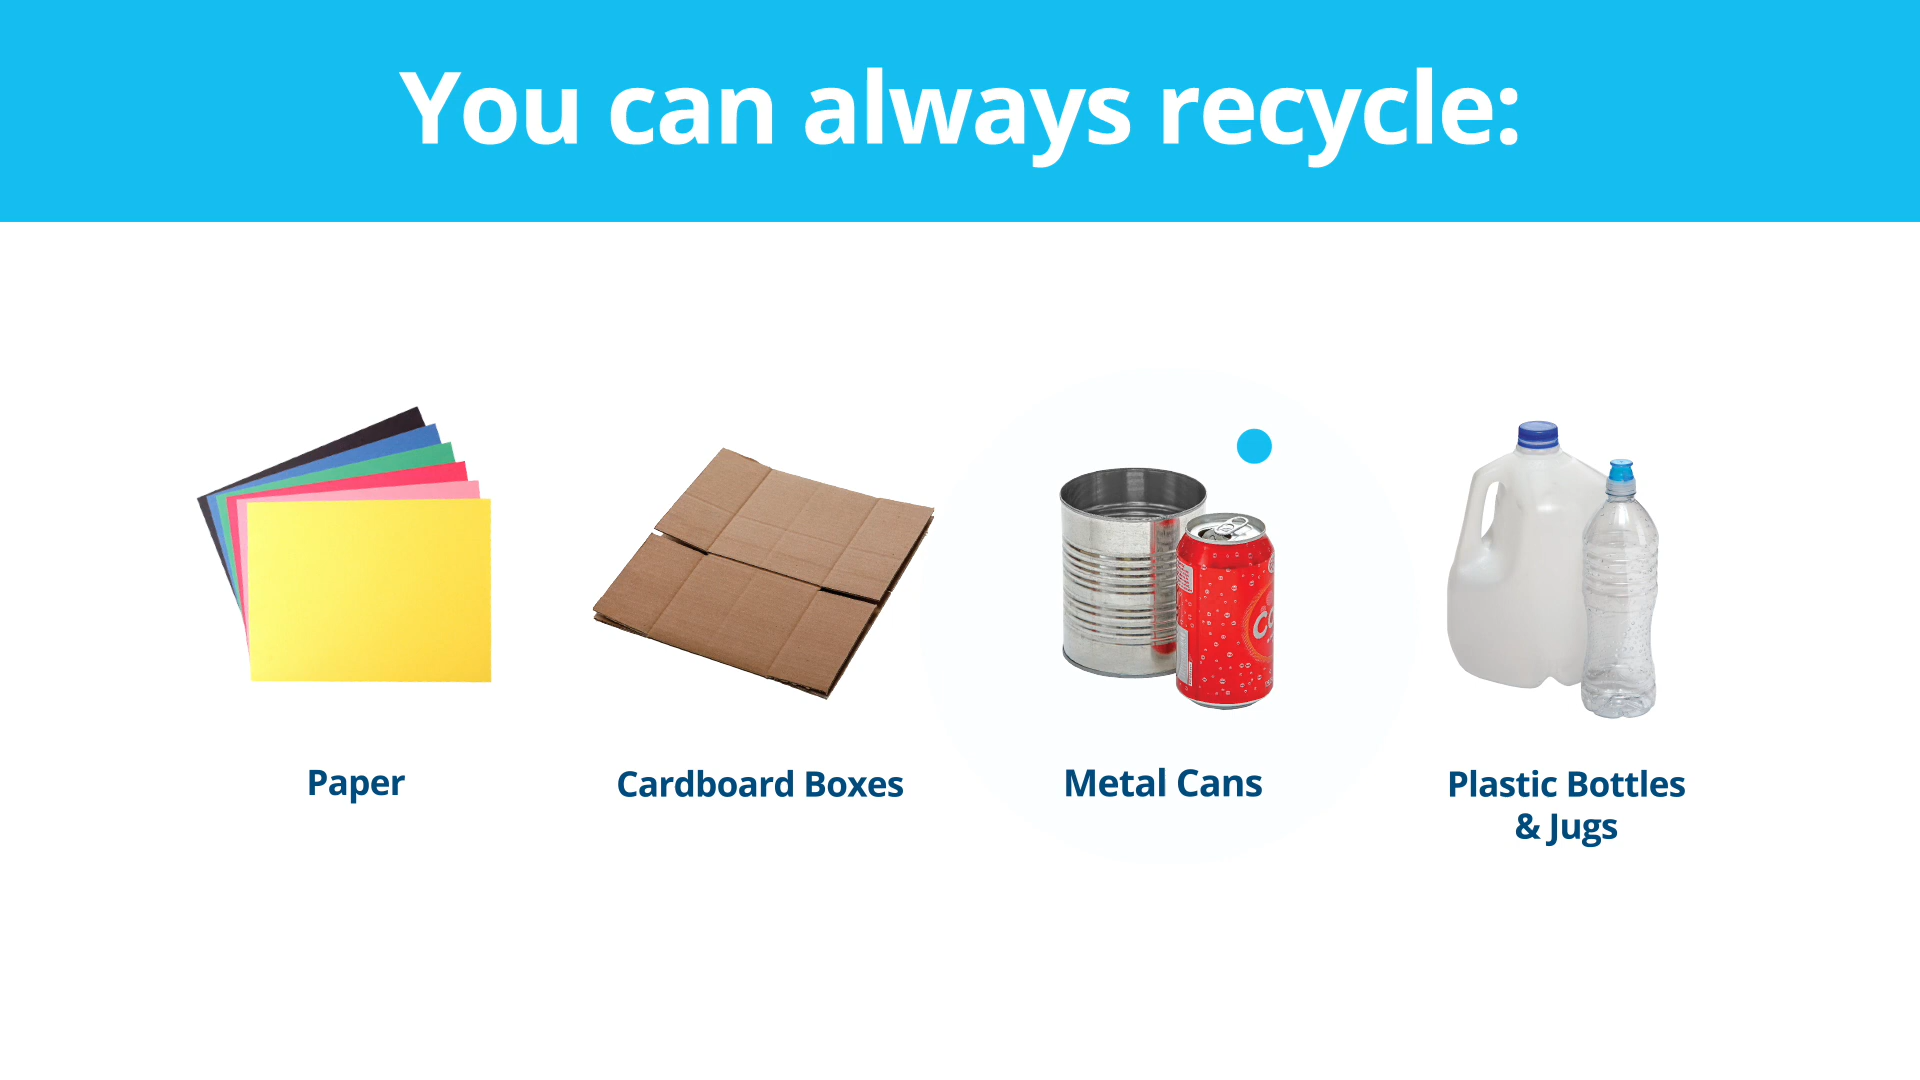 You can always recycle:
Paper
Cardboard Boxes
Metal Cans
Plastic Bottles
& Jugs